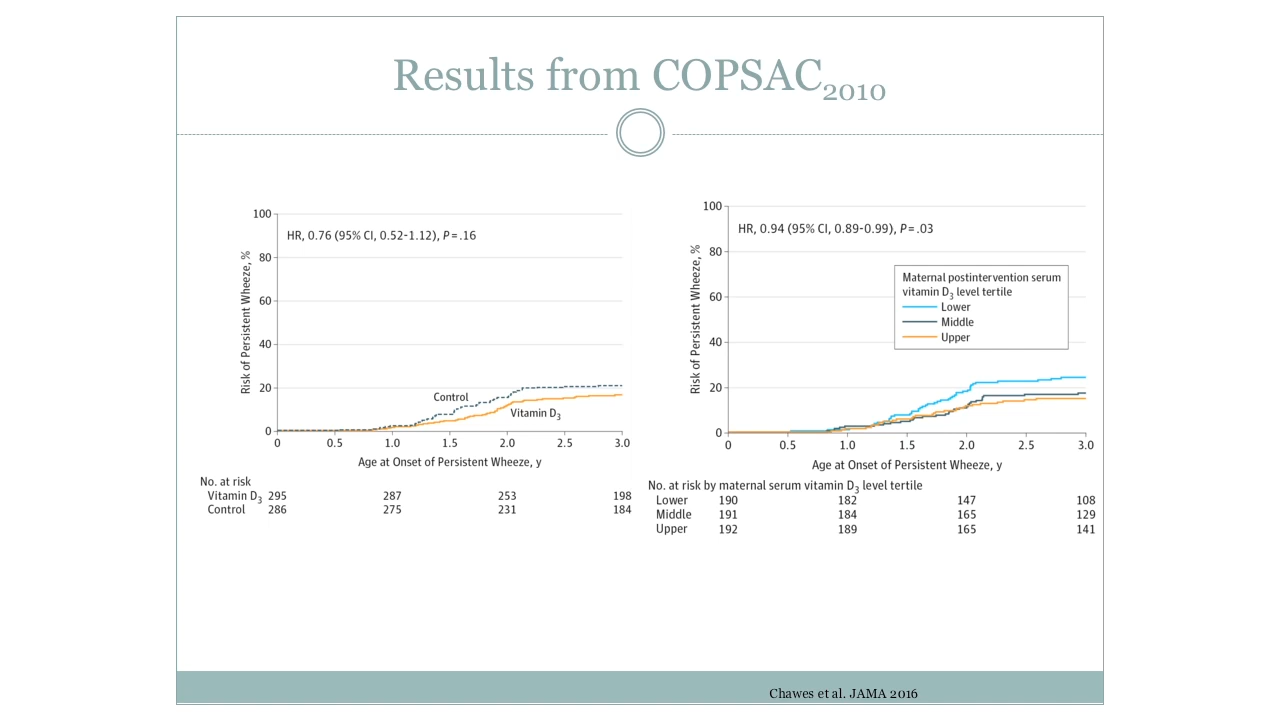 Results from COPSAC2010
100
80
60
40
20
0
Risk of Persistent Wheeze, %
HR, 0.76 (95% CI, 0.52-1.12), P = .16
Control
Vitamin D3
0 0.5 1.0 1.5 2.0 2.5 3.0
Age at Onset of Persistent Wheeze, y
No. at risk
Vitamin D3 295 287 253 198
Control 286 275 231 184
100
80
60
40
20
0
Risk of Persistent Wheeze, %
HR, 0.94 (95% CI, 0.89-0.99), P = .03
Maternal postintervention serum
vitamin D3 level tertile
Lower
Middle
Upper
0 0.5 1.0 1.5 2.0 2.5 3.0
Age at Onset of Persistent Wheeze, y
No. at risk by maternal serum vitamin D3 level tertile
Lower 190 182 147 108
Middle 191 184 165 129
Upper 192 189 165 141
Chawes et al. JAMA 2016